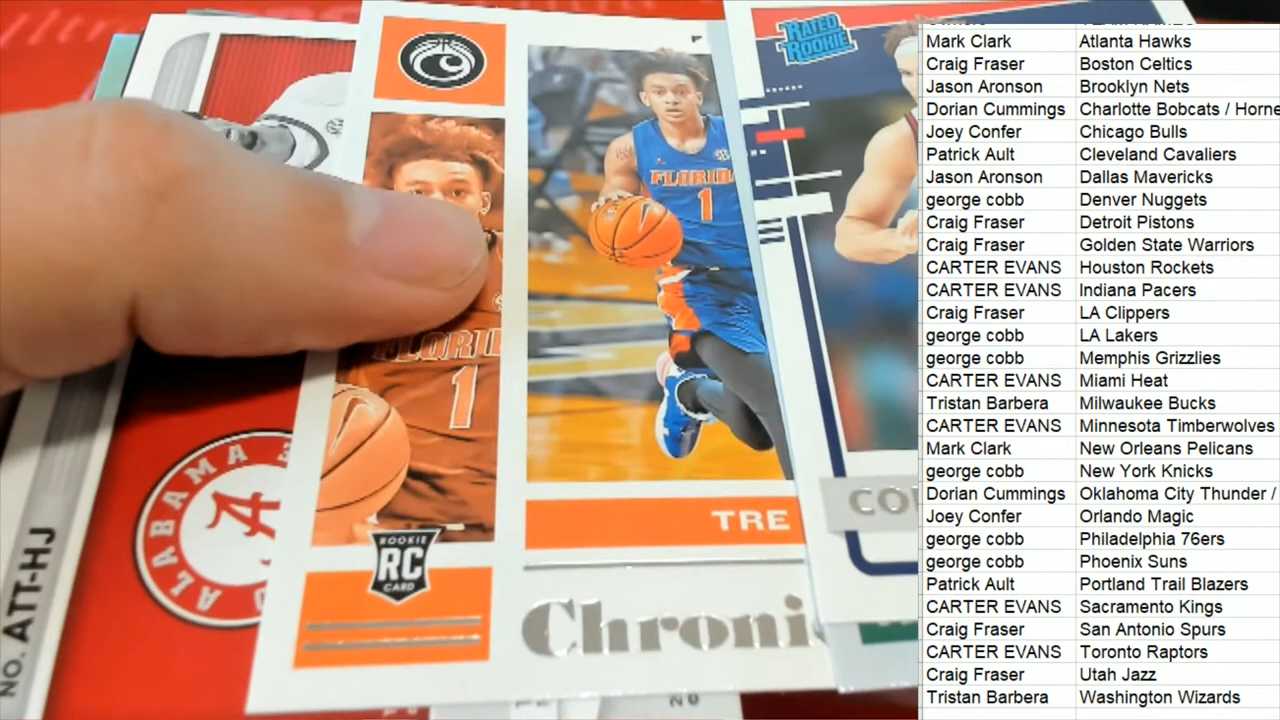 RATED
ROOKIE
FLORIDA
1
FLORIDA
1
TRE
COL
ROOKIE
RC
CARD
Chroni
ALABAMA
A
NO. ATT-HJ
Mark Clark Atlanta Hawks
Craig Fraser Boston Celtics
Jason Aronson Brooklyn Nets
Dorian Cummings Charlotte Bobcats / Horne
Joey Confer Chicago Bulls
Patrick Ault Cleveland Cavaliers
Jason Aronson Dallas Mavericks
george cobb Denver Nuggets
Craig Fraser Detroit Pistons
Craig Fraser Golden State Warriors
CARTER EVANS Houston Rockets
CARTER EVANS Indiana Pacers
Craig Fraser LA Clippers
george cobb LA Lakers
george cobb Memphis Grizzlies
CARTER EVANS Miami Heat
Tristan Barbera Milwaukee Bucks
CARTER EVANS Minnesota Timberwolves
Mark Clark New Orleans Pelicans
george cobb New York Knicks
Dorian Cummings Oklahoma City Thunder /
Joey Confer Orlando Magic
george cobb Philadelphia 76ers
george cobb Phoenix Suns
Patrick Ault Portland Trail Blazers
CARTER EVANS Sacramento Kings
Craig Fraser San Antonio Spurs
CARTER EVANS Toronto Raptors
Craig Fraser Utah Jazz
Tristan Barbera Washington Wizards